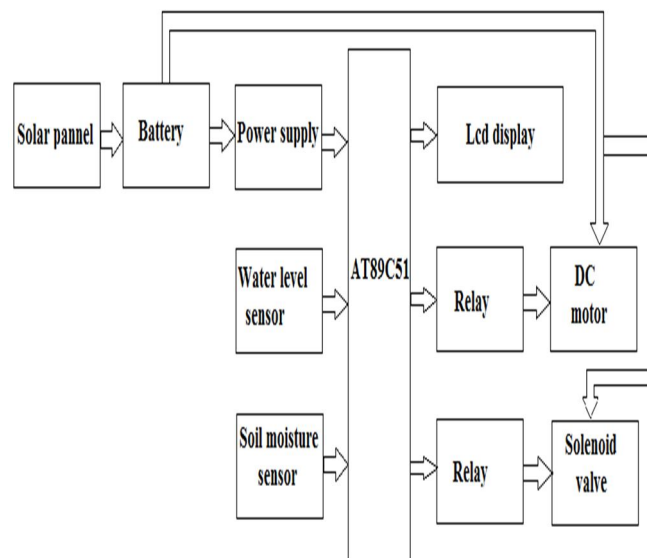 Solar pannel
Battery
Power supply
Lcd display
Water level
sensor
AT89C51
Relay
DC
motor
Soil moisture
sensor
Relay
Solenoid
valve